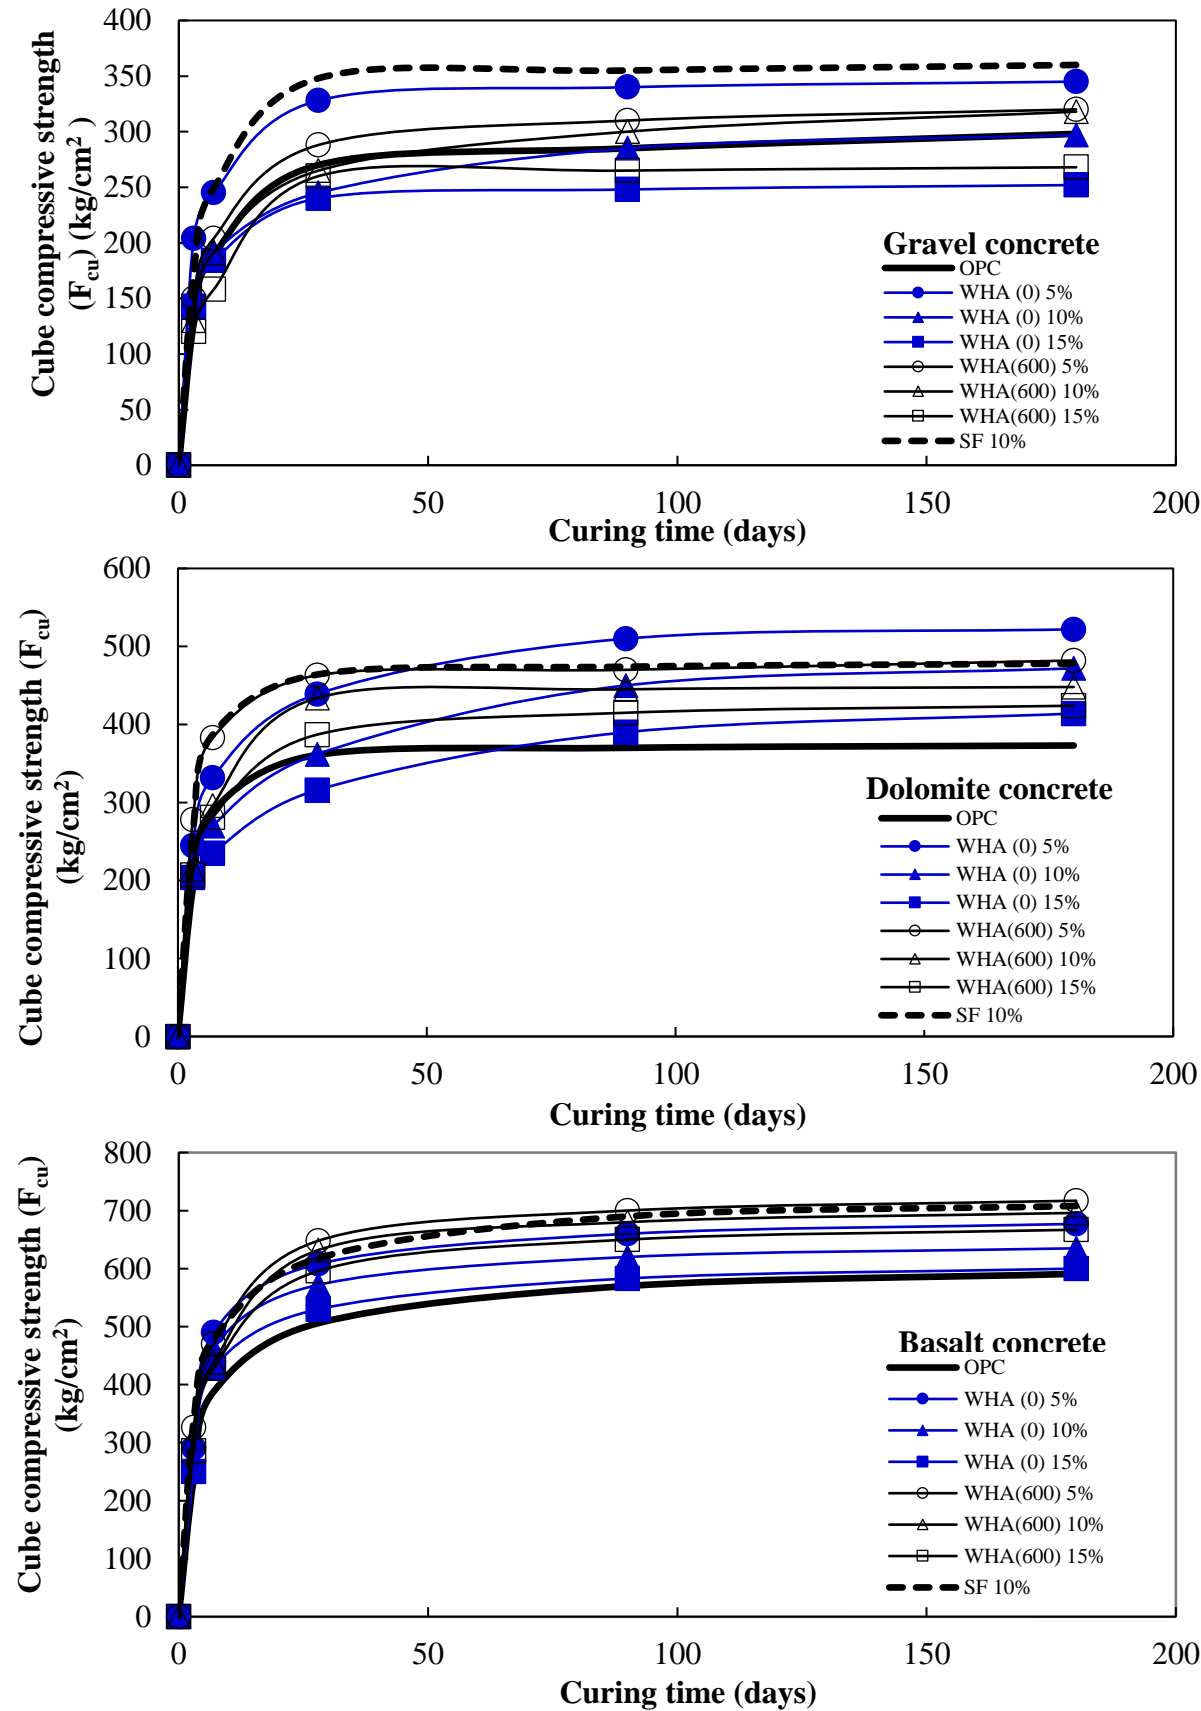 Cube compressive strength
(Fcu) (kg/cm2 )
400
350
300
250
200
150
100
50
0
Gravel concrete
OPC
WHA (0) 5%
WHA (0) 10%
WHA (0) 15%
WHA(600) 5%
WHA(600) 10%
WHA(600) 15%
SF 10%
0 50 100 150 200
Curing time (days)
Cube compressive strength (Fcu)
(kg/cm2)
600
500
400
300
200
100
0
Dolomite concrete
OPC
WHA (0) 5%
WHA (0) 10%
WHA (0) 15%
WHA(600) 5%
WHA(600) 10%
WHA(600) 15%
SF 10%
0 50 100 150 200
Curing time (days)
Cube compressive strength (Fcu)
(kg/cm2)
800
700
600
500
400
300
200
100
0
Basalt concrete
OPC
WHA (0) 5%
WHA (0) 10%
WHA (0) 15%
WHA(600) 5%
WHA(600) 10%
WHA(600) 15%
SF 10%
0 50 100 150 200
Curing time (days)